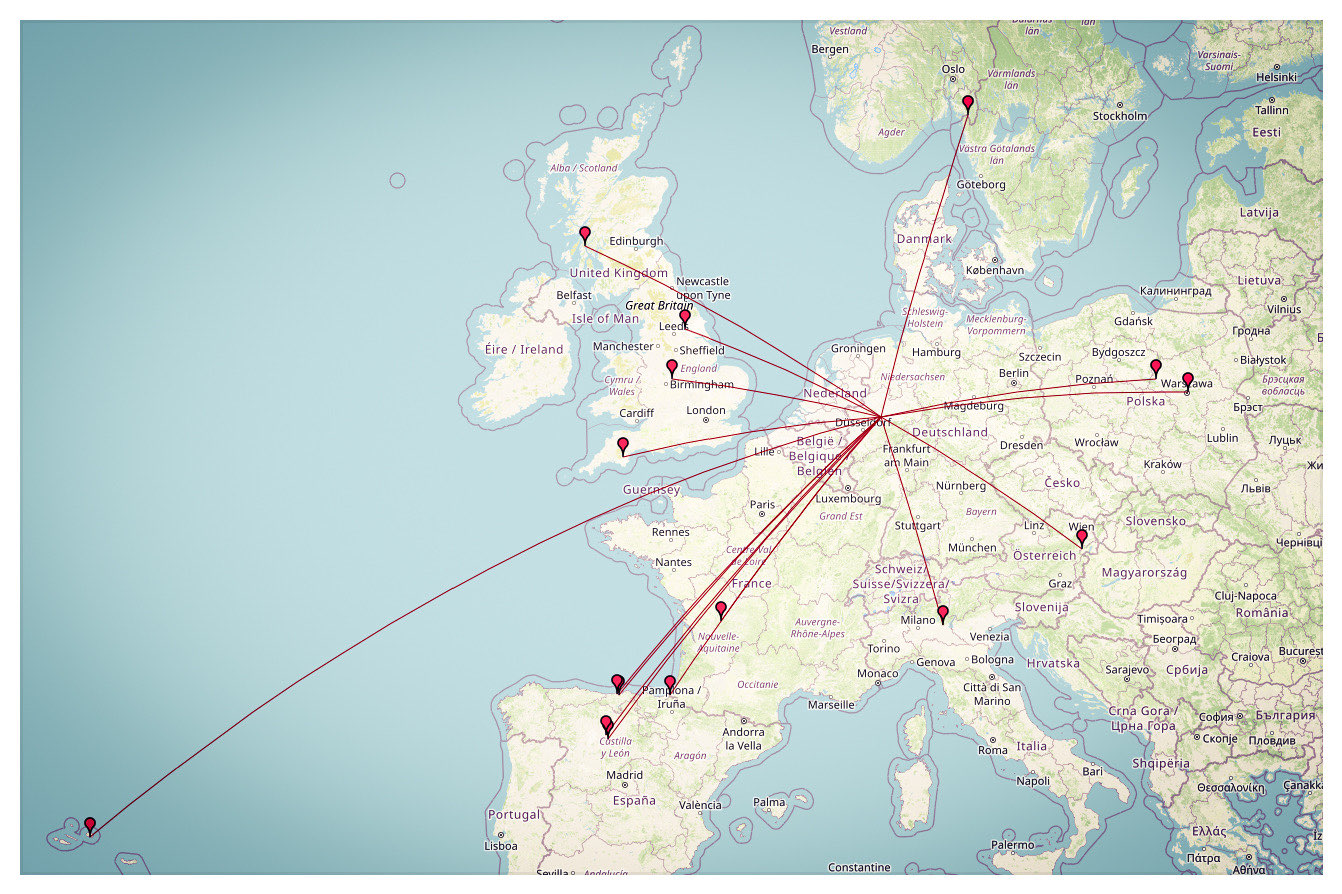 Vestland
Bergen
Dalarnas
län
län
Oslo
Värmlands
län
Varsinais-
Suomi
Helsinki
Stockholm
Tallinn
Eesti
Agder
Västra Götalands
län
Alba / Scotland
Göteborg
Latvija
Edinburgh
Danmark
United Kingdom
København
Newcastle
upon Tyne
Belfast
Great Britain
Isle of Man
Leeds
Калининград
Lietuva
Vilnius
Schleswig-
Holstein
Mecklenburg-
Vorpommern
Gdańsk
Гродна
Manchester
Sheffield
Éire / Ireland
Groningen
Hamburg
Szczecin
Bydgoszcz
Białystok
England
Cymru /
Wales
Birmingham
Niedersachsen
Berlin
Poznań
Warszawa
Брэсцкая
вобласць
Nederland
Magdeburg
Polska
Брэст
Cardiff
London
Düsseldorf
Deutschland
Lublin
Луцьк
Lille
België /
Belgique /
Belgien
Frankfurt
am Main
Dresden
Wrocław
Kraków
Жи
Guernsey
Luxembourg
Nürnberg
Česko
Львів
Paris
Grand Est
Bayern
Stuttgart
Linz
Wien
Slovensko
Rennes
München
Чернівці
Centre-Val
de Loire
Nantes
Österreich
France
Schweiz/
Suisse/Svizzera/
Svizra
Graz
Magyarország
Cluj-Napoca
Slovenija
România
Milano
Timișoara
Auvergne-
Rhône-Alpes
Nouvelle-
Aquitaine
Venezia
Torino
Genova
Bologna
Hrvatska
Београд
Craiova
București
Србија
Sarajevo
Monaco
Occitanie
Pamplona /
Iruña
Città di San
Marino
Marseille
Crna Gora /
Црна Гора
София
България
Andorra
la Vella
Castilla
y León
Aragón
Roma
Italia
Скопје
Пловдив
Shqipëria
Madrid
Napoli
Bari
Θεσσαλονίκη
Çanakka
España
València
Palma
Portugal
Lisboa
Palermo
Ελλάς
Πάτρα
Αθήνα
İz
Constantine
Sevilla
Andalucía